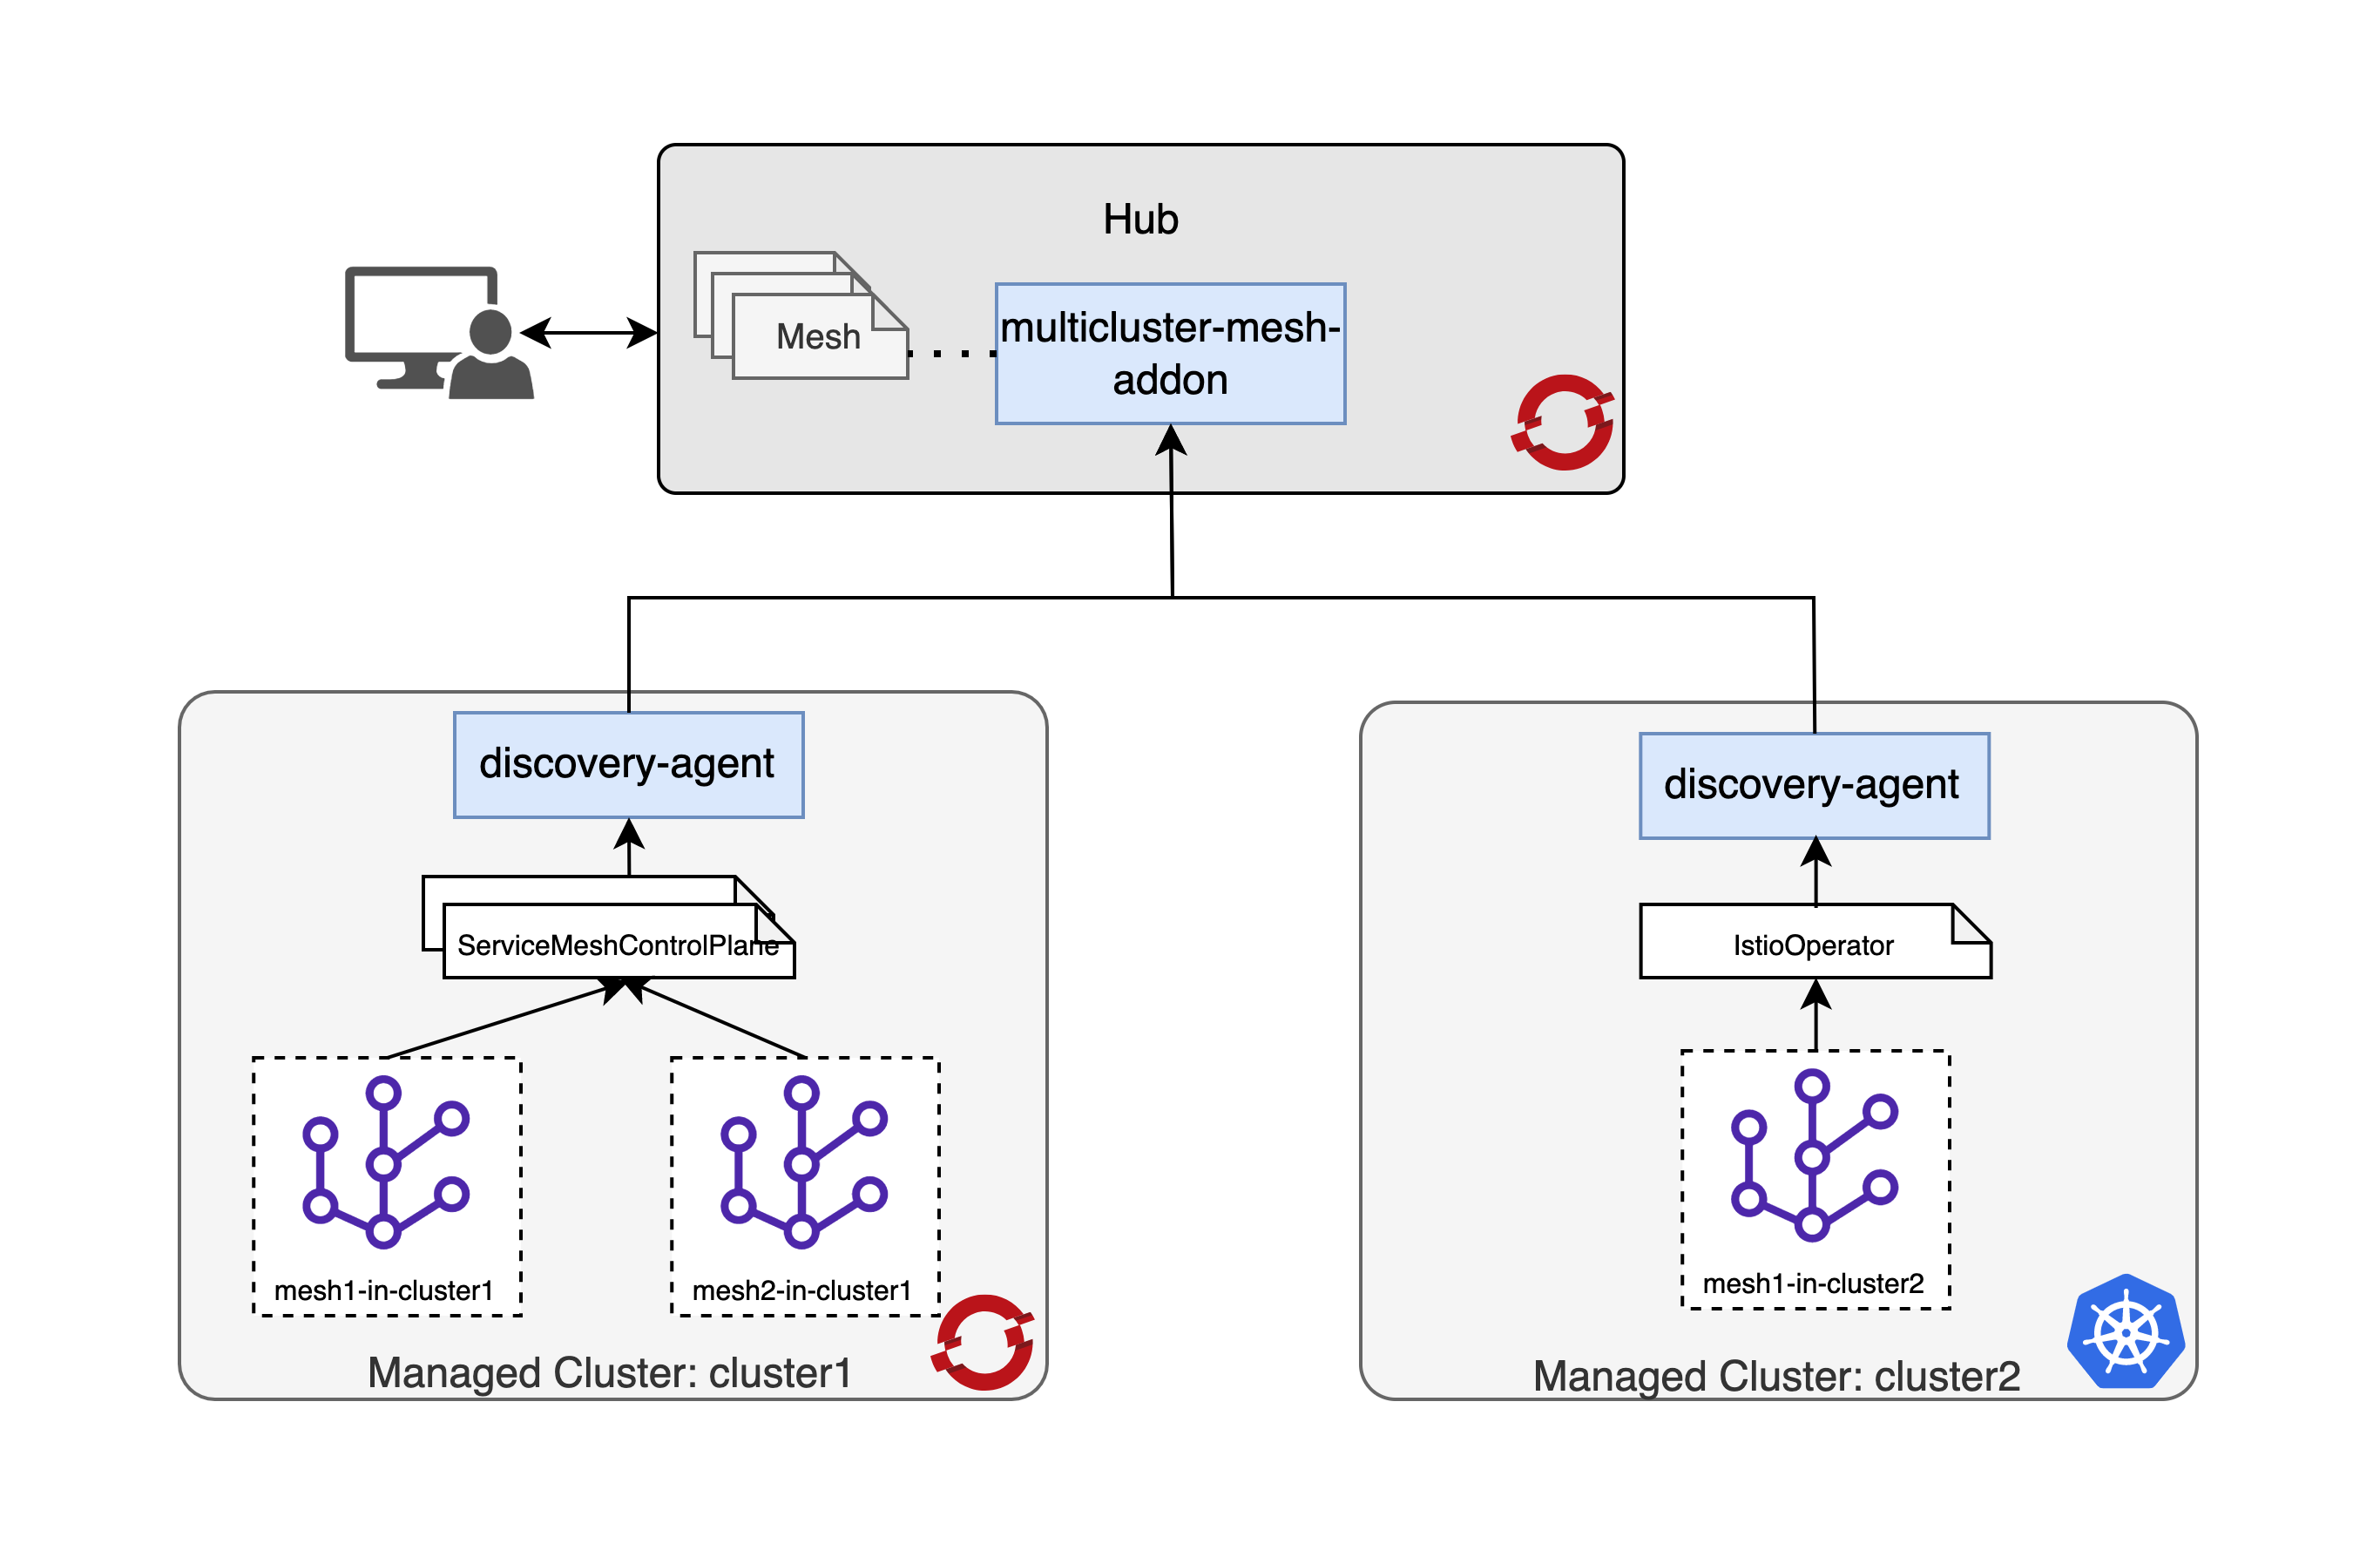 Hub
Mesh
multicluster-mesh-
addon
discovery-agent
ServiceMeshControlPlane
mesh1-in-cluster1
mesh2-in-cluster1
Managed Cluster: cluster1
discovery-agent
IstioOperator
mesh1-in-cluster2
Managed Cluster: cluster2